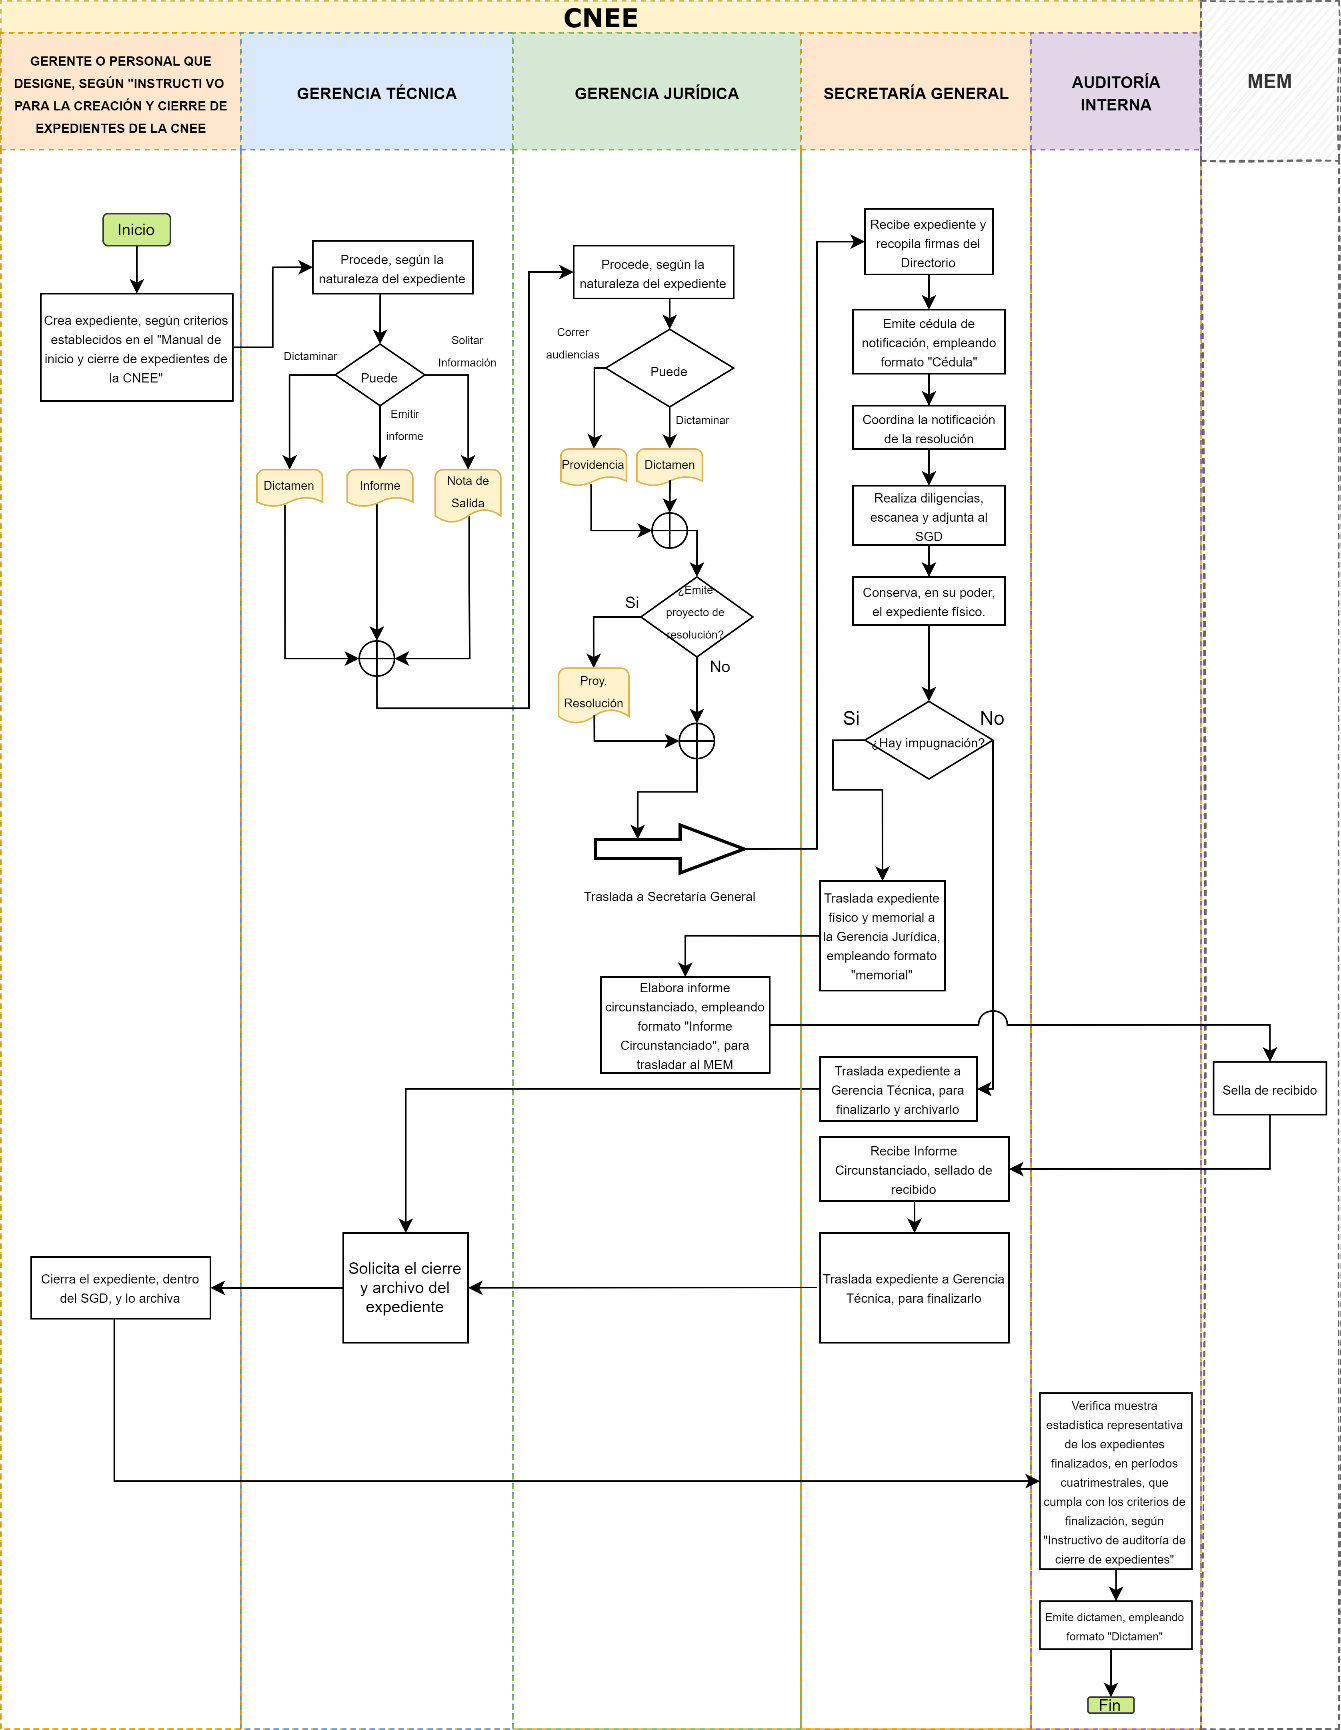 CNEE
GERENTE O PERSONAL QUE
DESIGNE, SEGÚN "INSTRUCTI VO
PARA LA CREACIÓN Y CIERRE DE
EXPEDIENTES DE LA CNEE
GERENCIA TÉCNICA
GERENCIA JURÍDICA
SECRETARÍA GENERAL
AUDITORÍA
INTERNA
MEM
Inicio
Crea expediente, según criterios
establecidos en el "Manual de
inicio y cierre de expedientes de
la CNEE"
Procede, según la
naturaleza del expediente
Puede
Dictaminar
Solitar
Información
Emitir
informe
Dictamen
Informe
Nota de
Salida
Procede, según la
naturaleza del expediente
Correr
audiencias
Puede
Dictaminar
Providencia
Dictamen
¿Emite
proyecto de
resolución?
Si
No
Proy.
Resolución
Traslada a Secretaría General
Recibe expediente y
recopila firmas del
Directorio
Emite cédula de
notificación, empleando
formato "Cédula"
Coordina la notificación
de la resolución
Realiza diligencias,
escanea y adjunta al
SGD
Conserva, en su poder,
el expediente físico.
Si
No
¿Hay impugnación?
Traslada expediente
físico y memorial a
la Gerencia Jurídica,
empleando formato
"memorial"
Elabora informe
circunstanciado, empleando
formato "Informe
Circunstanciado", para
trasladar al MEM
Traslada expediente a
Gerencia Técnica, para
finalizarlo y archivarlo
Sella de recibido
Recibe Informe
Circunstanciado, sellado de
recibido
Traslada expediente a Gerencia
Técnica, para finalizarlo
Solicita el cierre
y archivo del
expediente
Cierra el expediente, dentro
del SGD, y lo archiva
Verifica muestra
estadística representativa
de los expedientes
finalizados, en períodos
cuatrimestrales, que
cumpla con los criterios de
finalización, según
"Instructivo de auditoría de
cierre de expedientes"
Emite dictamen, empleando
formato "Dictamen"
Fin